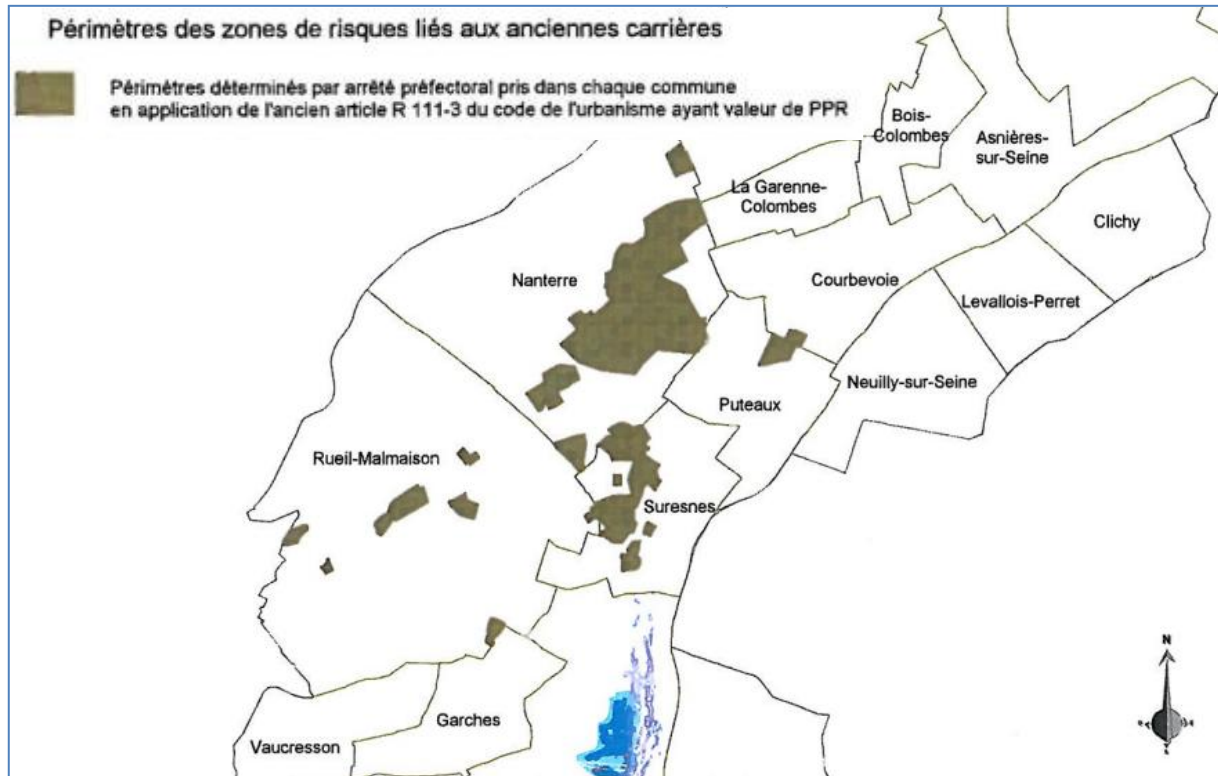 Périmètres des zones de risques liés aux anciennes carrières
Périmètres déterminés par arrêté préfectoral pris dans chaque commune
en application de l'ancien article R 111-3 du code de l'urbanisme ayant valeur de PPR
Bois-
Colombes
Asnières-
sur-Seine
La Garenne-
Colombes
Clichy
Nanterre
Courbevoie
Levallois-Perret
Neuilly-sur-Seine
Puteaux
Rueil-Malmaison
Suresnes
N
Garches
Vaucresson